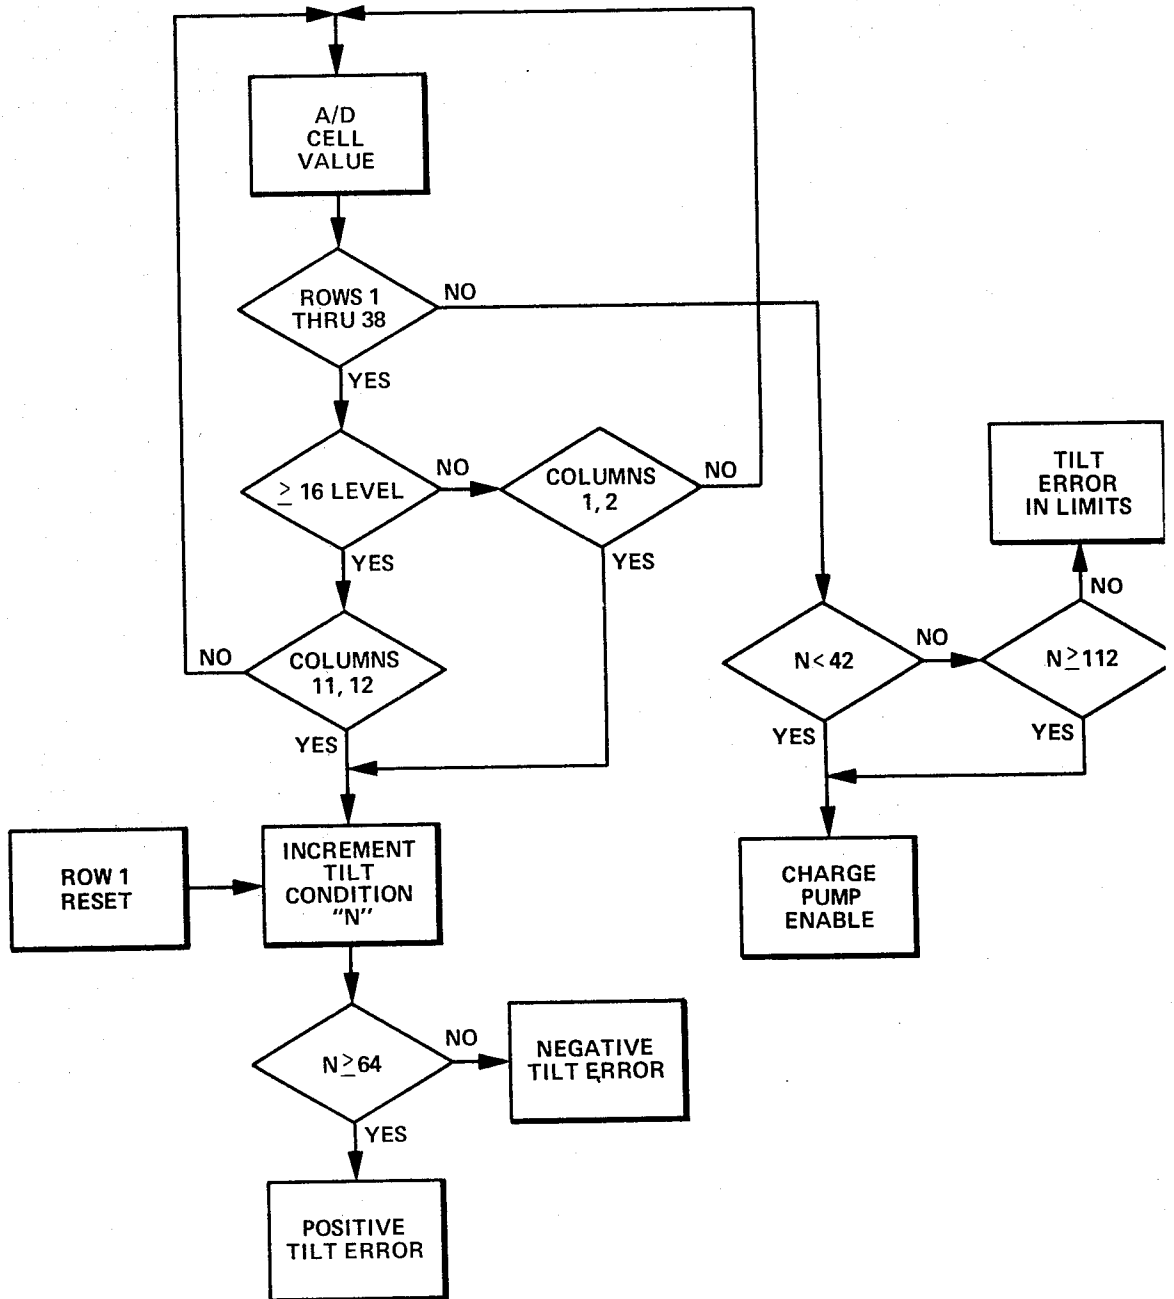 A/D
CELL
VALUE
ROWS 1
THRU 38
NO
YES
≥ 16 LEVEL
NO
YES
COLUMNS
1, 2
NO
YES
COLUMNS
11, 12
NO
YES
TILT
ERROR
IN LIMITS
NO
N < 42
NO
YES
N ≥ 112
YES
CHARGE
PUMP
ENABLE
ROW 1
RESET
INCREMENT
TILT
CONDITION
"N"
N ≥ 64
NO
YES
NEGATIVE
TILT ERROR
POSITIVE
TILT ERROR